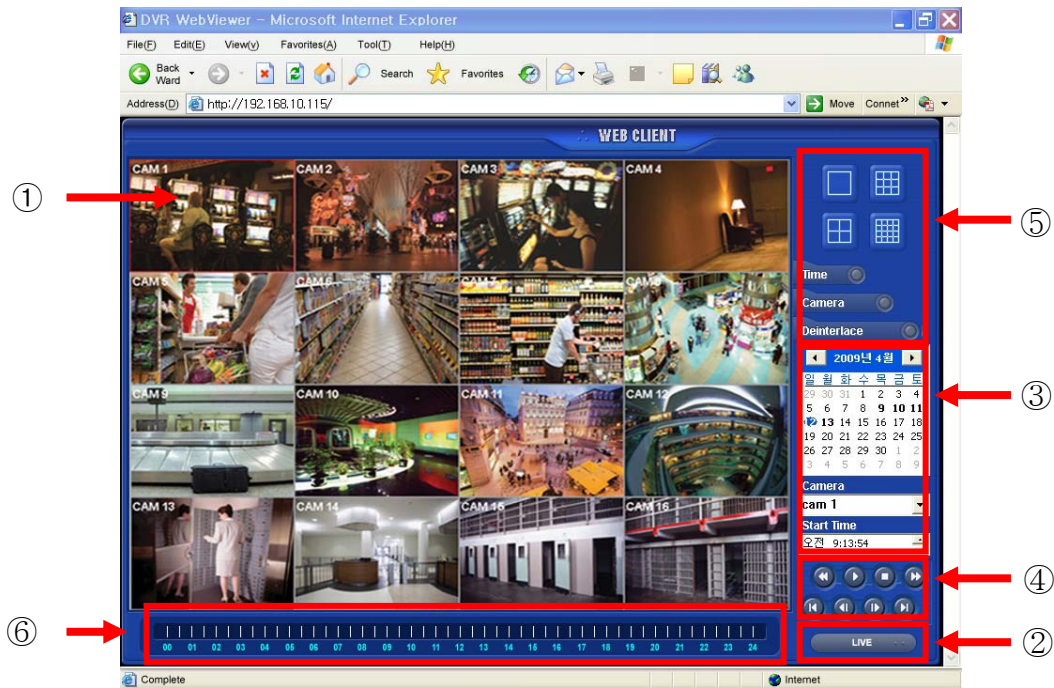 DVR WebViewer - Microsoft Internet Explorer
File(F) Edit(E) View(v) Favorites(A) Tool(T) Help(H)
Back Ward Search Favorites
Address(D) http://192.168.10.115/ Move Connet»
WEB CLIENT
①
CAM 1 CAM 2 CAM 3 CAM 4
CAM 5 CAM 6 CAM 7 CAM 8
CAM 9 CAM 10 CAM 11 CAM 12
CAM 13 CAM 14 CAM 15 CAM 16
⑤
Time
Camera
Deinterlace
2009년 4월
일 월 화 수 목 금 토
29 30 31 1 2 3 4
5 6 7 8 9 10 11
12 13 14 15 16 17 18
19 20 21 22 23 24 25
26 27 28 29 30 1 2
3 4 5 6 7 8 9
③
Camera
cam 1
Start Time
오전 9:13:54
④
⑥
00 01 02 03 04 05 06 07 08 09 10 11 12 13 14 15 16 17 18 19 20 21 22 23 24
LIVE
②
Complete Internet